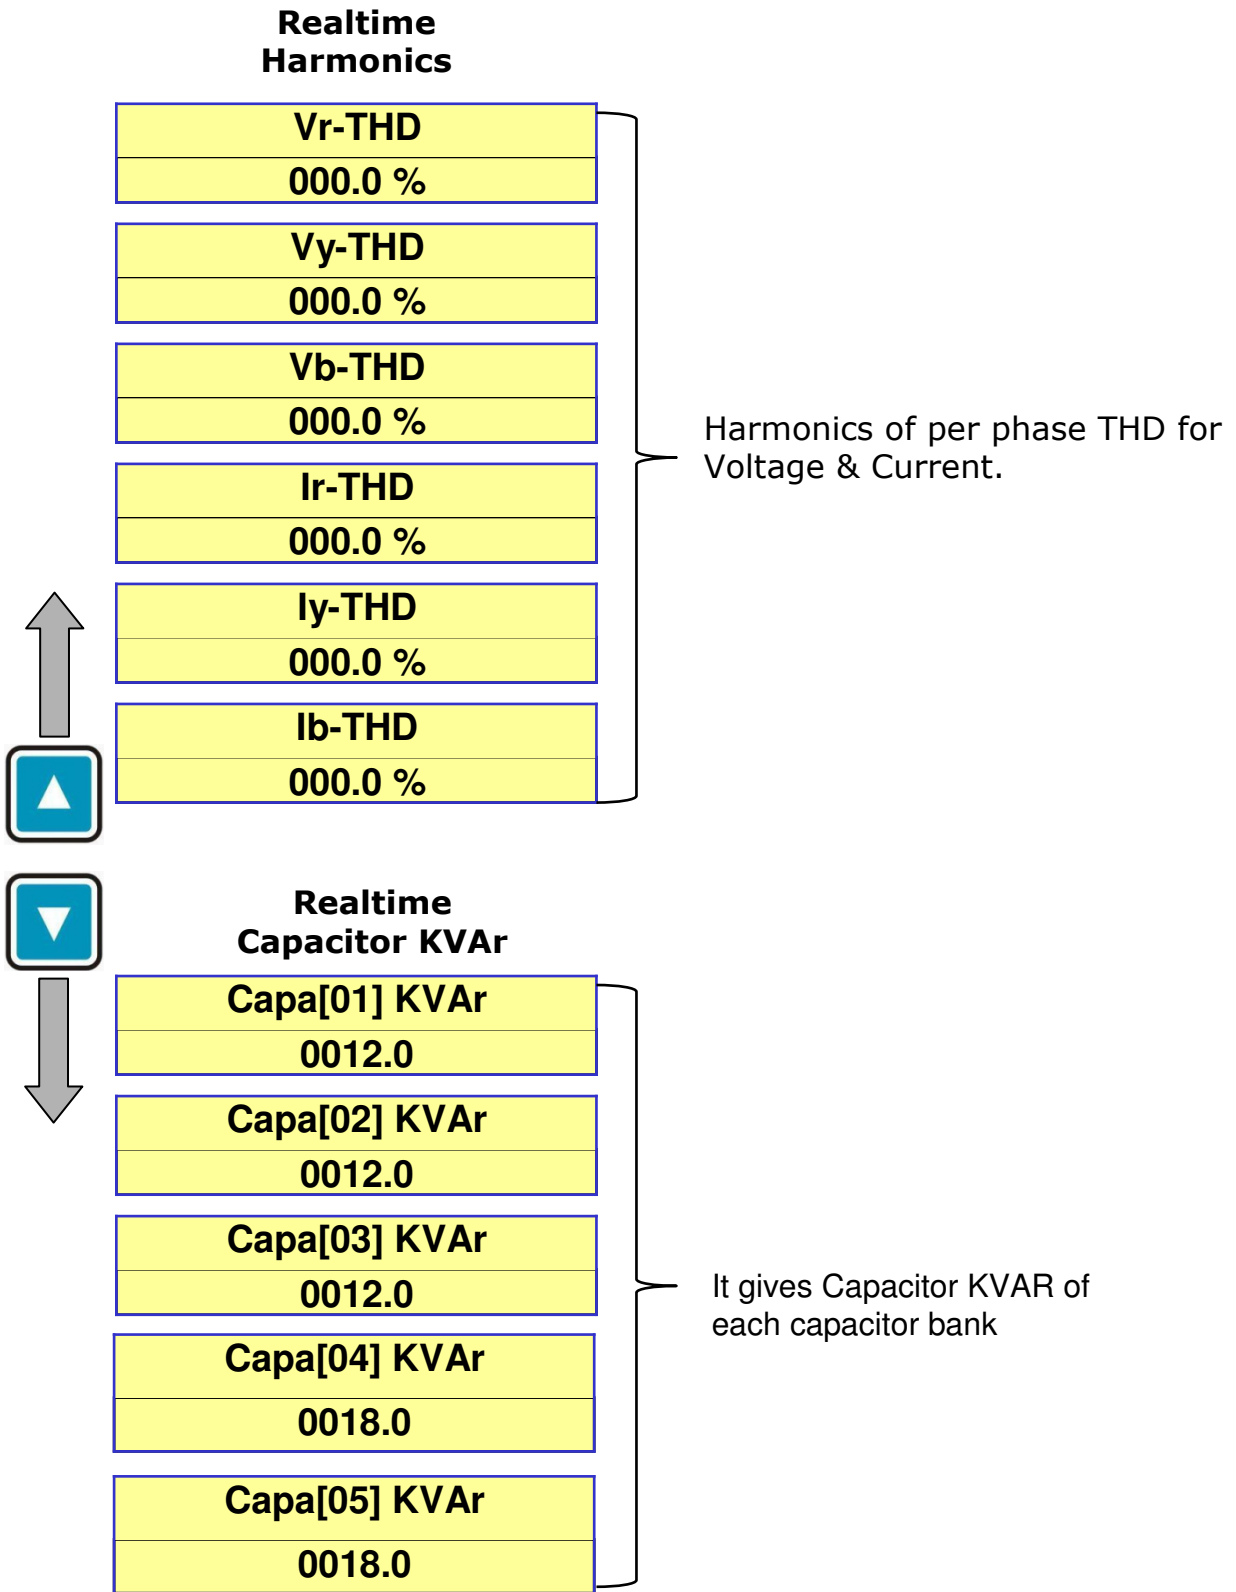 Realtime
Harmonics
Vr-THD
000.0 %
Vy-THD
000.0 %
Vb-THD
000.0 %
Ir-THD
000.0 %
Iy-THD
000.0 %
Ib-THD
000.0 %
Harmonics of per phase THD for
Voltage & Current.
Realtime
Capacitor KVAr
Capa[01] KVAr
0012.0
Capa[02] KVAr
0012.0
Capa[03] KVAr
0012.0
Capa[04] KVAr
0018.0
Capa[05] KVAr
0018.0
It gives Capacitor KVAR of
each capacitor bank